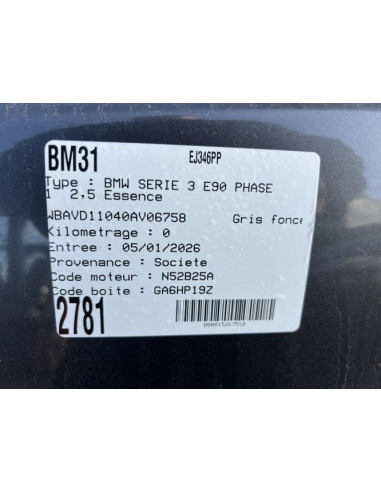 BM31
EJ346PP
Type : BMW SERIE 3 E90 PHASE
1 2,5 Essence
WBAVD11040AV06758 Gris fonce
Kilometrage : 0
Entree : 05/01/2026
Provenance : Societe
Code moteur : N52B25A
Code boite : GA6HP19Z
2781